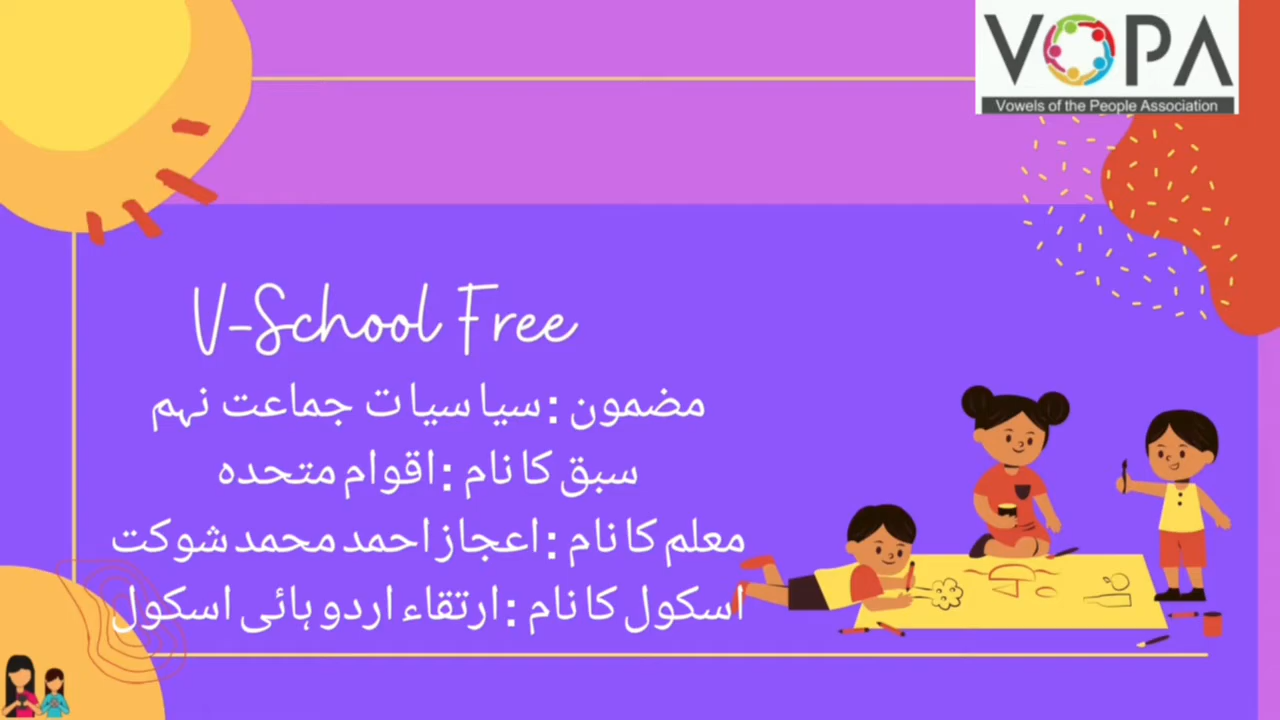 VOPA
Vowels of the People Association
V-School Free
مضمون : سیاسیات جماعت نہم
سبق کا نام : اقوام متحدہ
معلم کا نام : اعجاز احمد محمد شوکت
اسکول کا نام : ارتقاء اردو ہائی اسکول